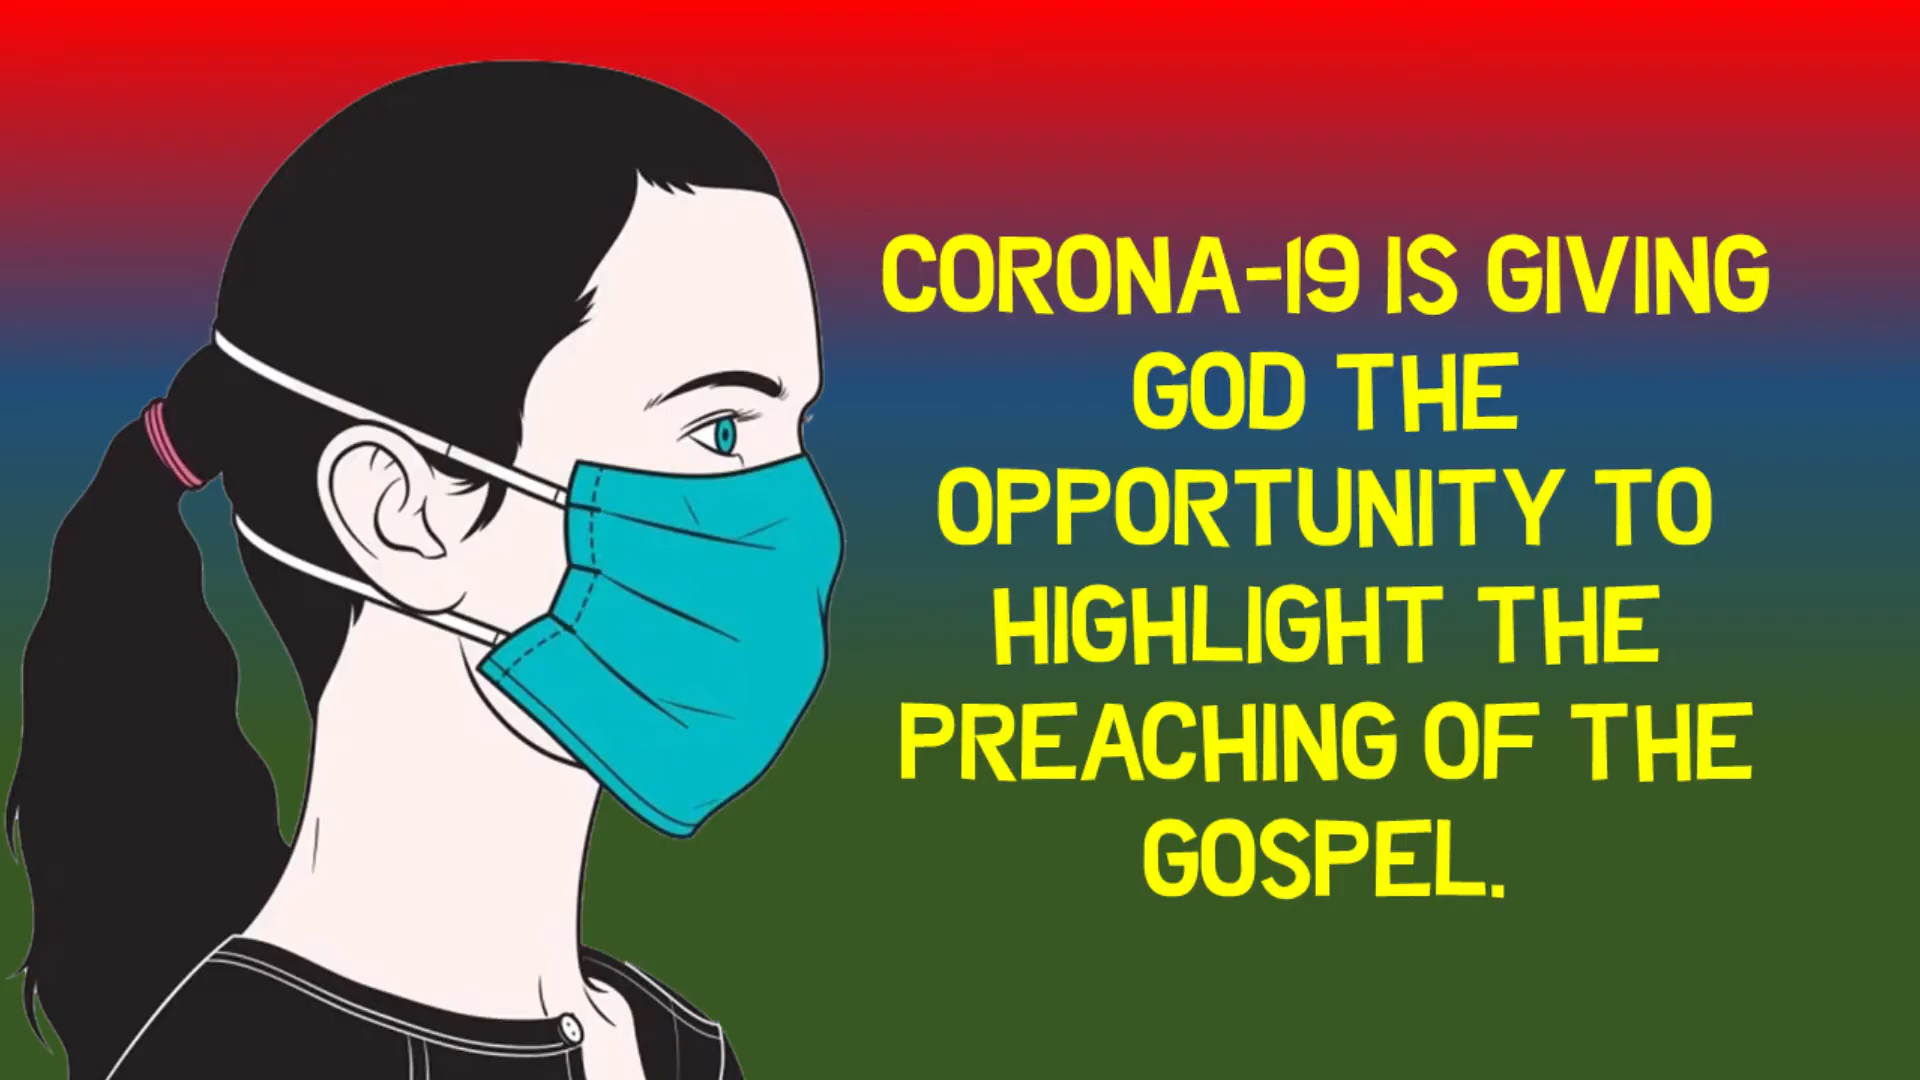 CORONA-19 IS GIVING
GOD THE
OPPORTUNITY TO
HIGHLIGHT THE
PREACHING OF THE
GOSPEL.